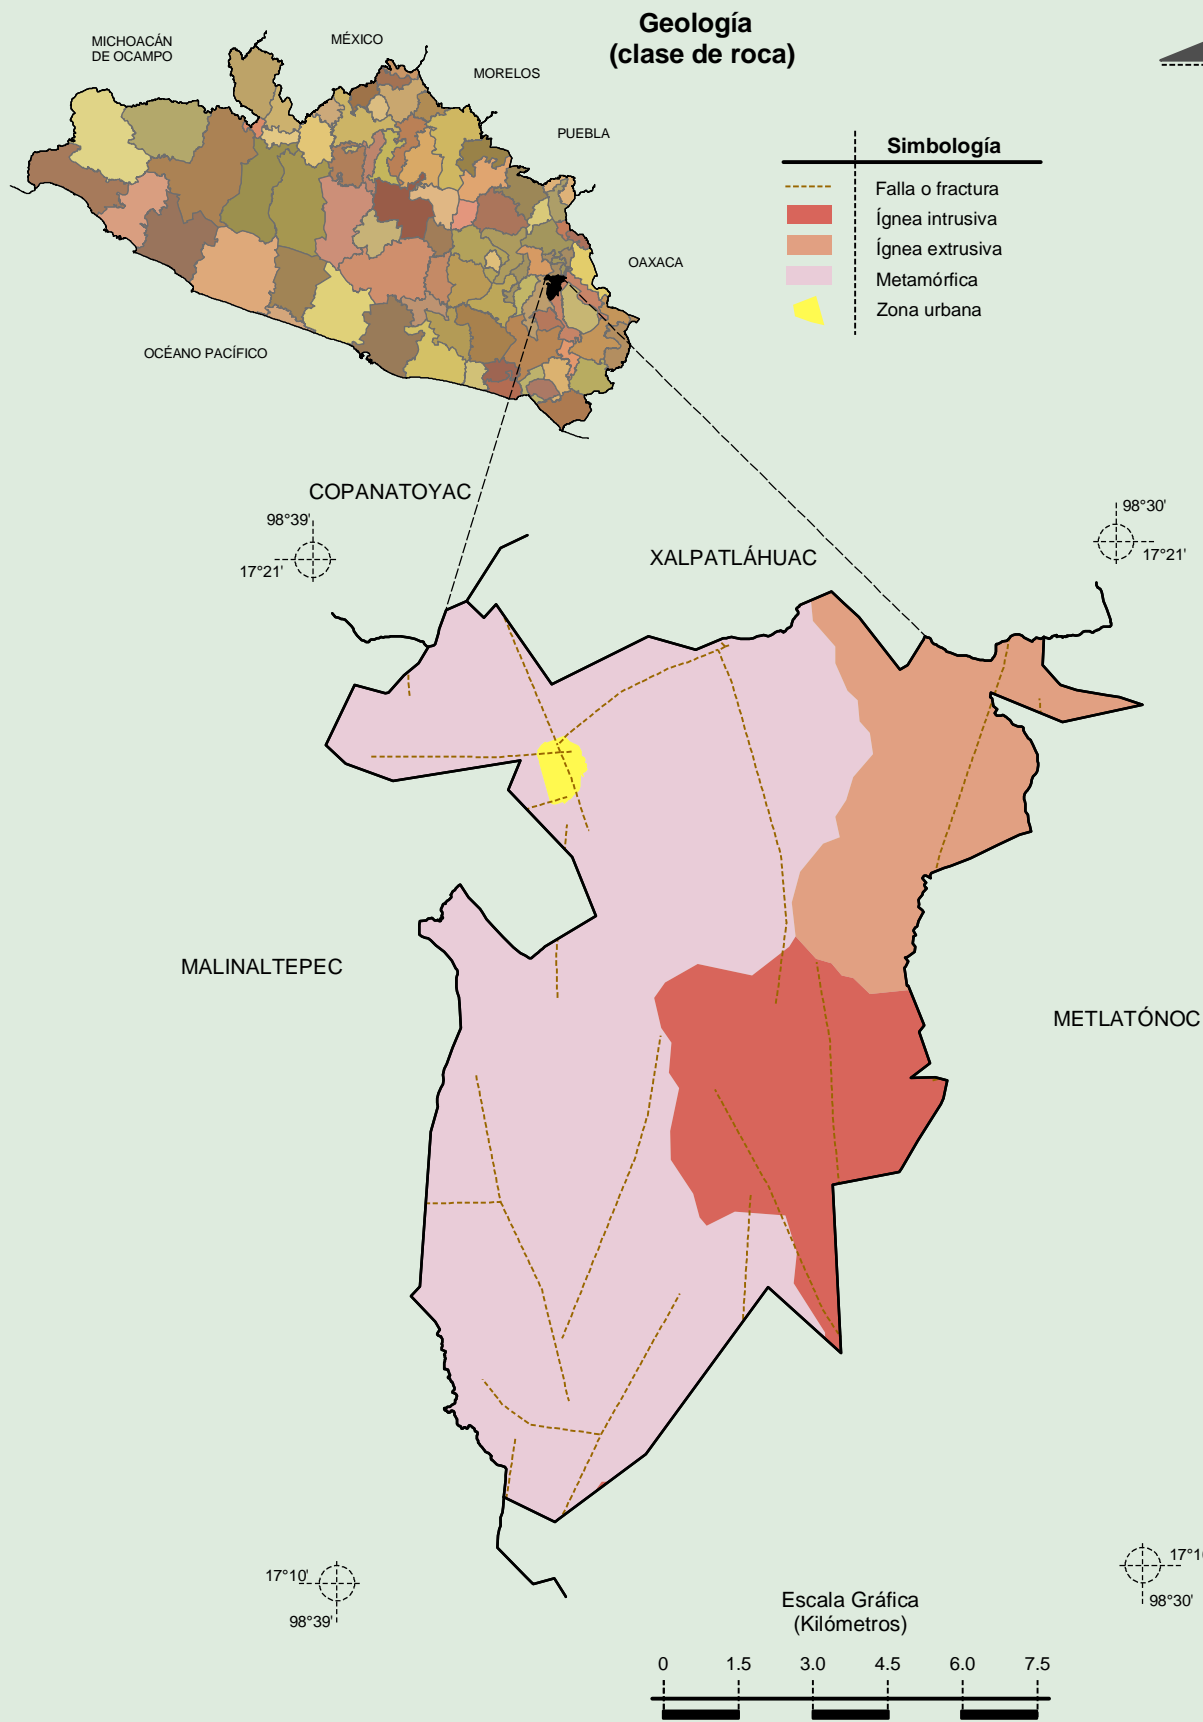 Geología
(clase de roca)
MICHOACÁN
DE OCAMPO
MÉXICO
MORELOS
PUEBLA
OAXACA
OCÉANO PACÍFICO
Simbología
Falla o fractura
Ígnea intrusiva
Ígnea extrusiva
Metamórfica
Zona urbana
COPANATOYAC
98°39'
17°21'
XALPATLÁHUAC
98°30'
17°21'
MALINALTEPEC
METLATÓNOC
17°10'
98°39'
98°30'
Escala Gráfica
(Kilómetros)
0 1.5 3.0 4.5 6.0 7.5